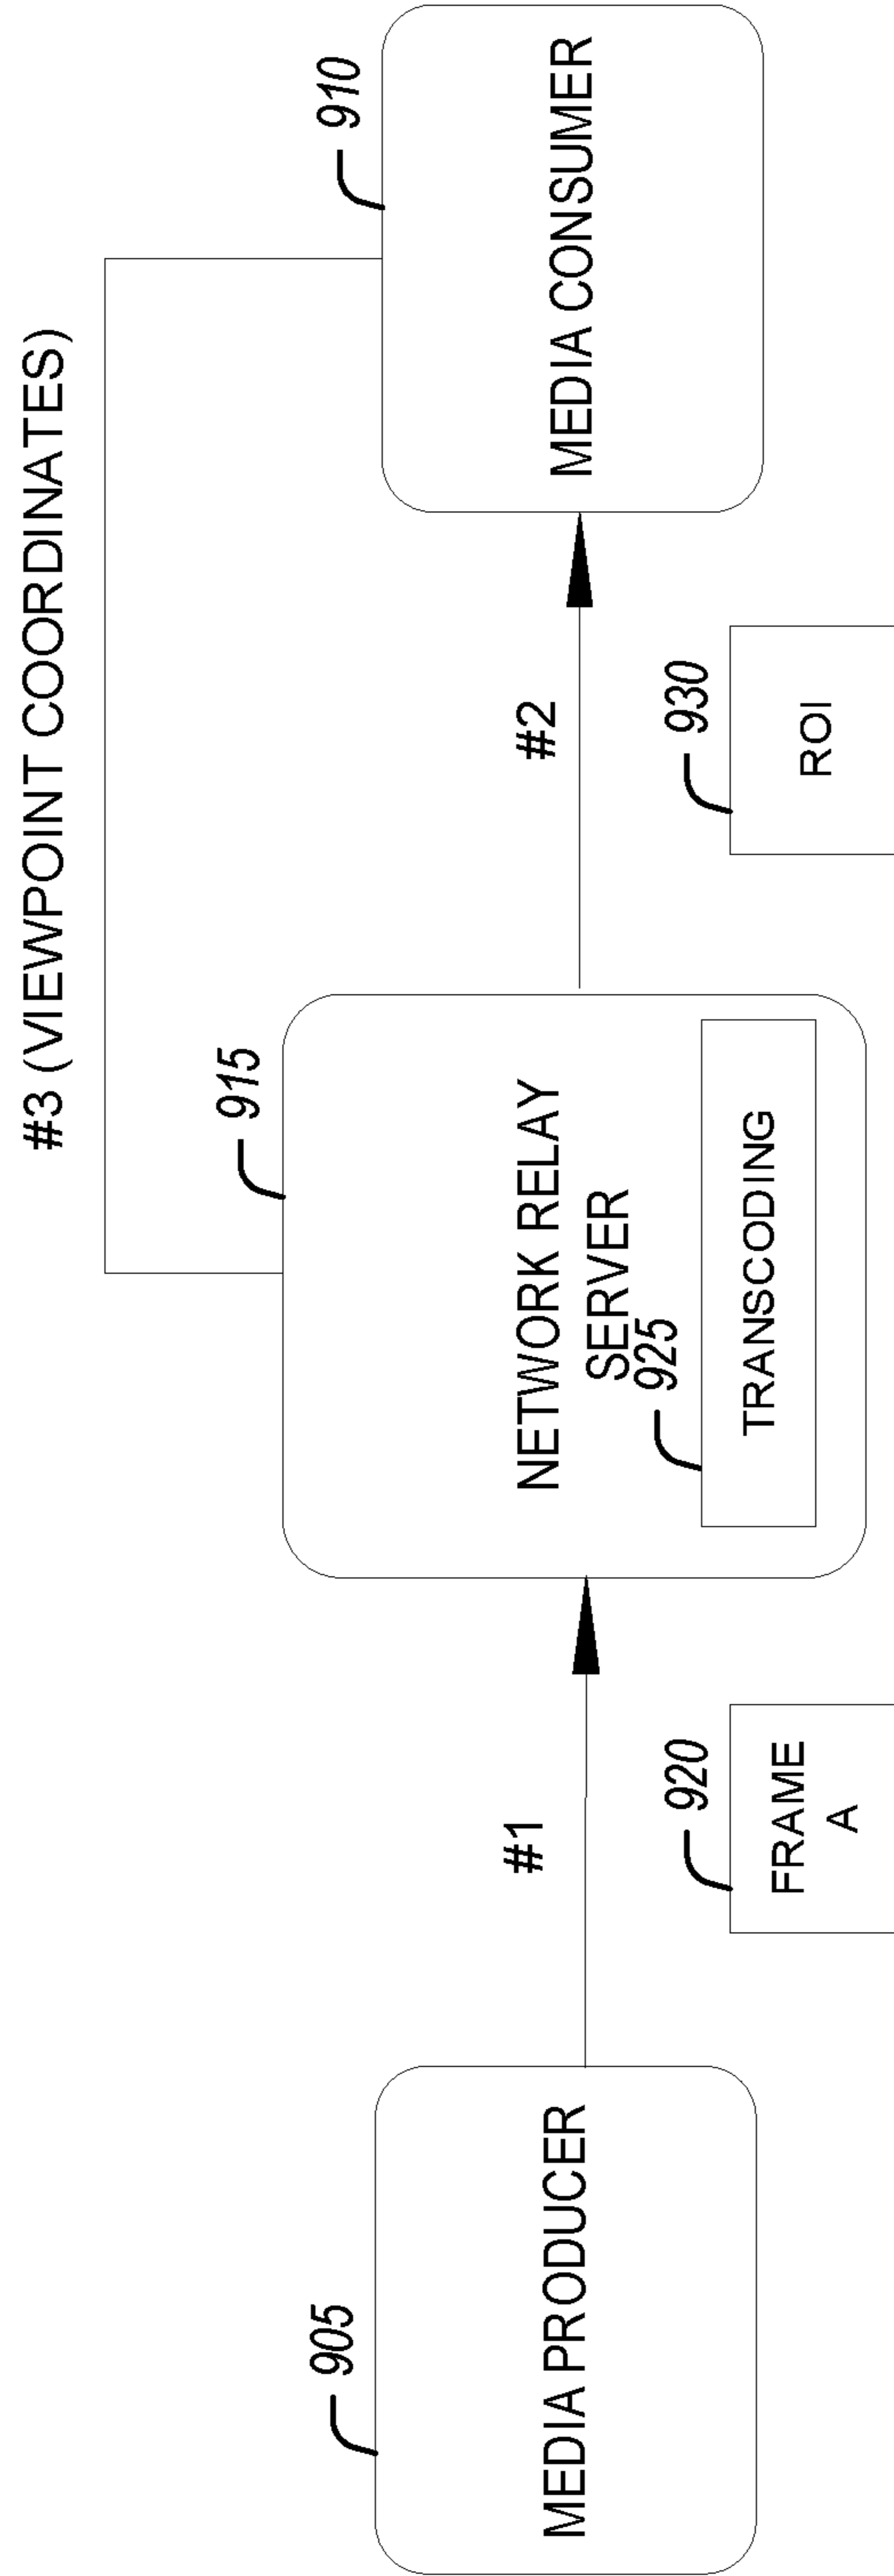 #3 (VIEWPOINT COORDINATES)
905
MEDIA PRODUCER
#1
920
FRAME
A
915
NETWORK RELAY
SERVER
925
TRANSCODING
#2
930
ROI
910
MEDIA CONSUMER